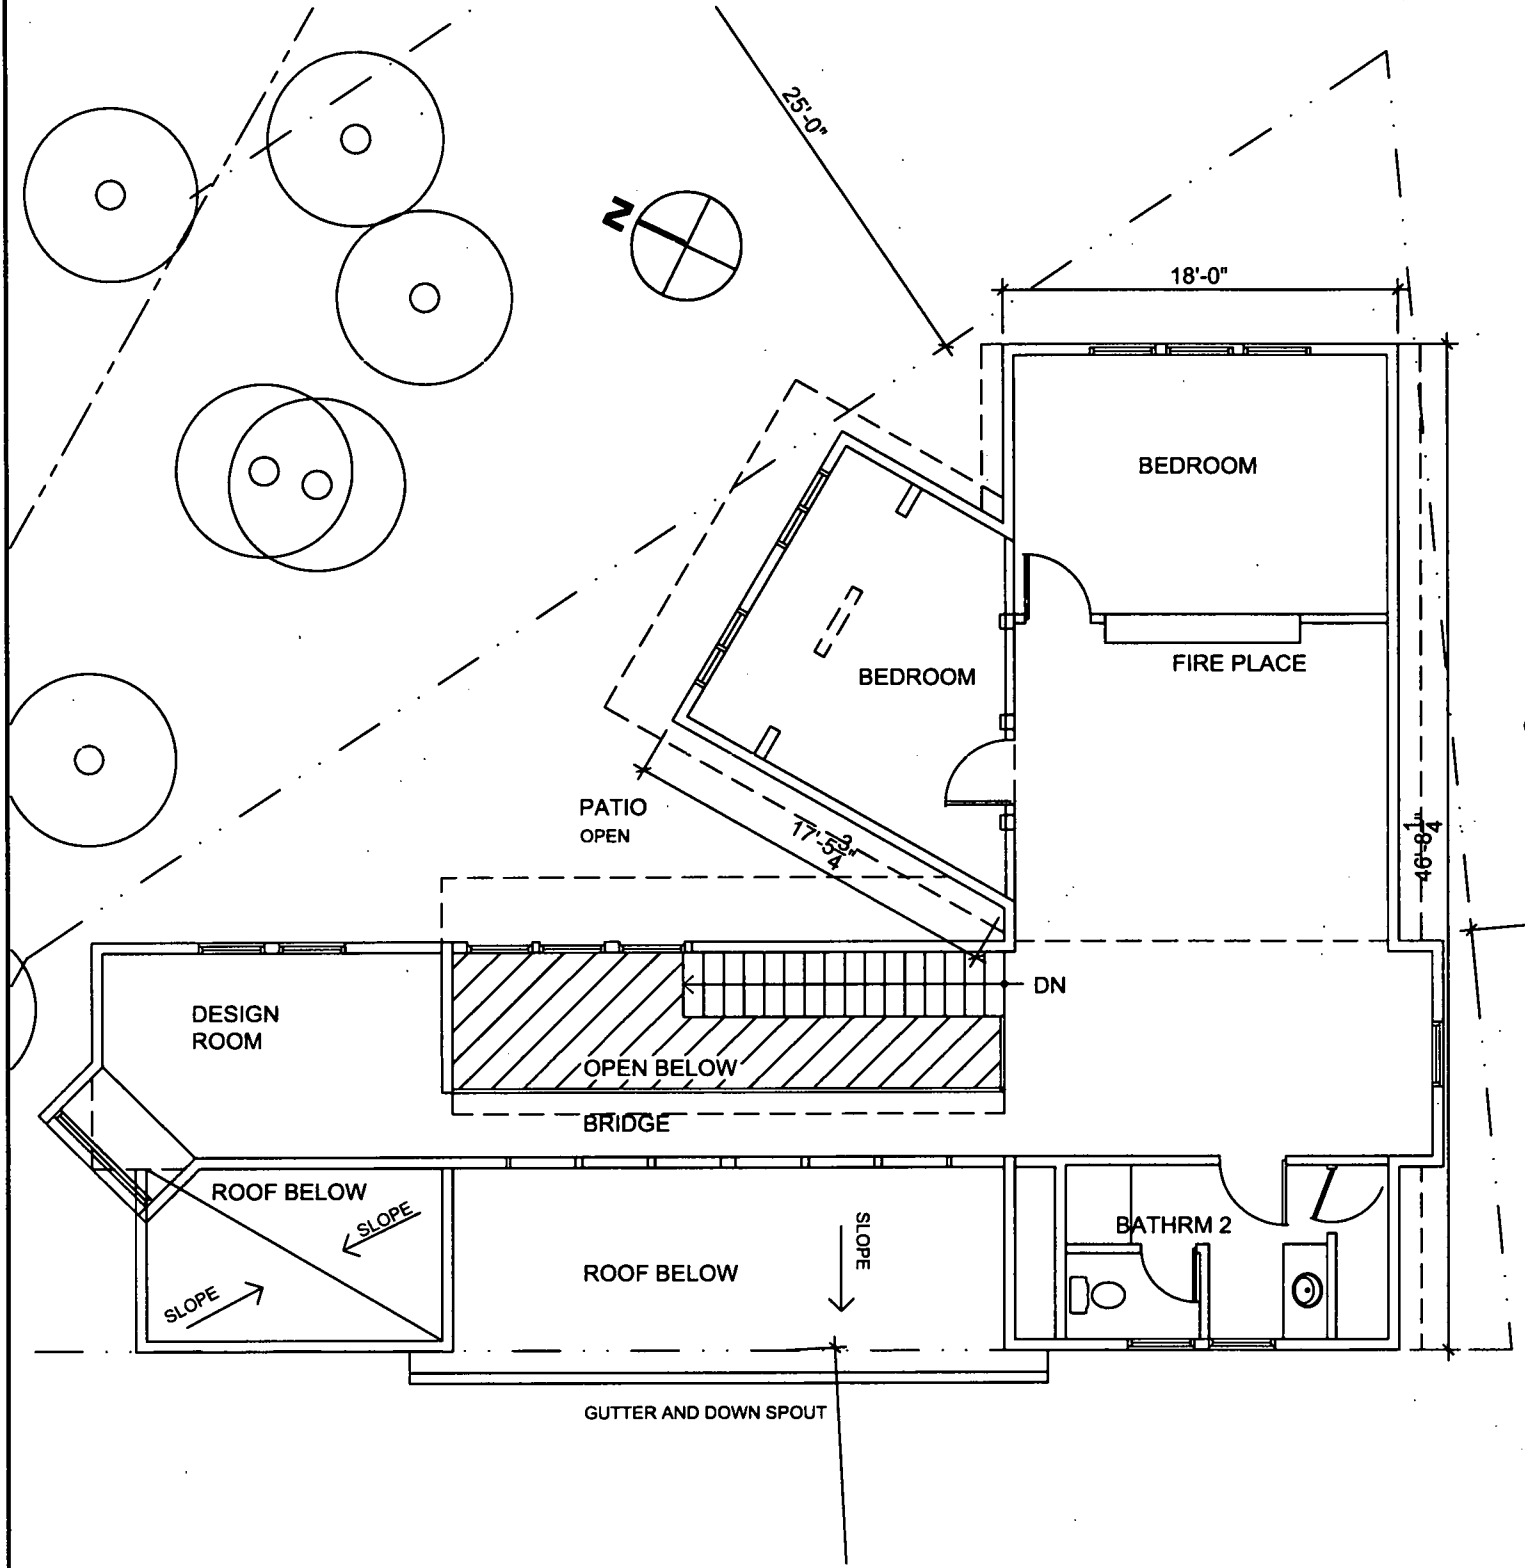 25'-0"
N
18'-0"
BEDROOM
FIRE PLACE
BEDROOM
PATIO
OPEN
17'-5 3/4"
46'-8 1/4"
DN
DESIGN
ROOM
OPEN BELOW
BRIDGE
ROOF BELOW
SLOPE
SLOPE
BATHRM 2
ROOF BELOW
SLOPE
GUTTER AND DOWN SPOUT